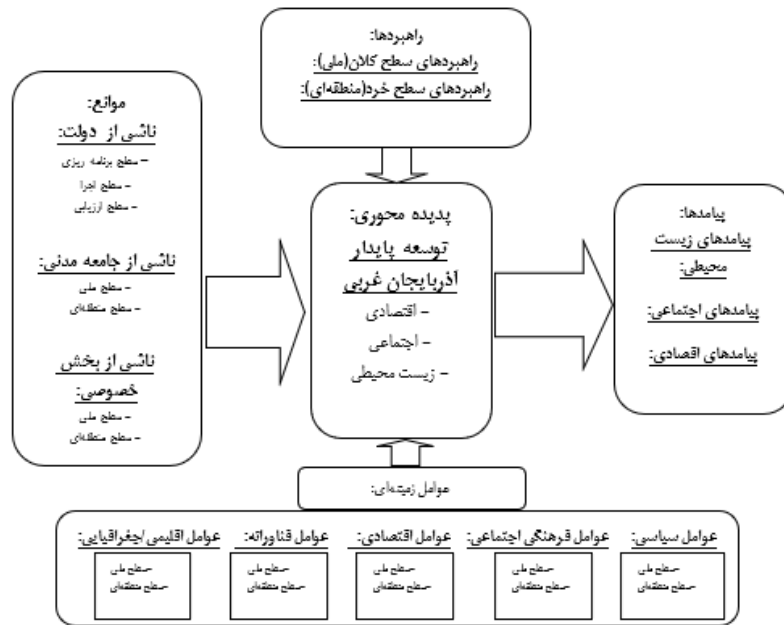 راهبردها:
راهبردهای سطح کلان(ملی):
راهبردهای سطح خرد(منطقه‌ای):
موانع:
ناشی از دولت:
– سطح برنامه ریزی
– سطح اجرا
– سطح ارزیابی
ناشی از جامعه مدنی:
– سطح ملی
– سطح منطقه‌ای
ناشی از بخش
خصوصی:
– سطح ملی
– سطح منطقه‌ای
پدیده محوری:
توسعه پایدار
آذربایجان غربی
– اقتصادی
– اجتماعی
– زیست محیطی
پیامدها:
پیامدهای زیست
محیطی:
پیامدهای اجتماعی:
پیامدهای اقصادی:
عوامل زمینه‌ای:
عوامل سیاسی:
–سطح ملی
–سطح منطقه‌ای
عوامل فرهنگی اجتماعی:
–سطح ملی
–سطح منطقه‌ای
عوامل اقتصادی:
–سطح ملی
–سطح منطقه‌ای
عوامل فناورانه:
–سطح ملی
–سطح منطقه‌ای
عوامل اقلیمی/جغرافیایی:
–سطح ملی
–سطح منطقه‌ای